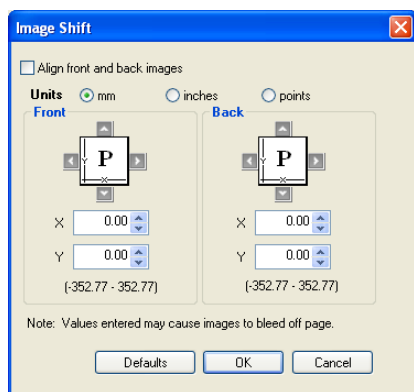 Image Shift
Align front and back images
Units mm inches points
Front Back
P P
Y X Y X
X 0.00 X 0.00
Y 0.00 Y 0.00
(-352.77 - 352.77) (-352.77 - 352.77)
Note: Values entered may cause images to bleed off page.
Defaults OK Cancel